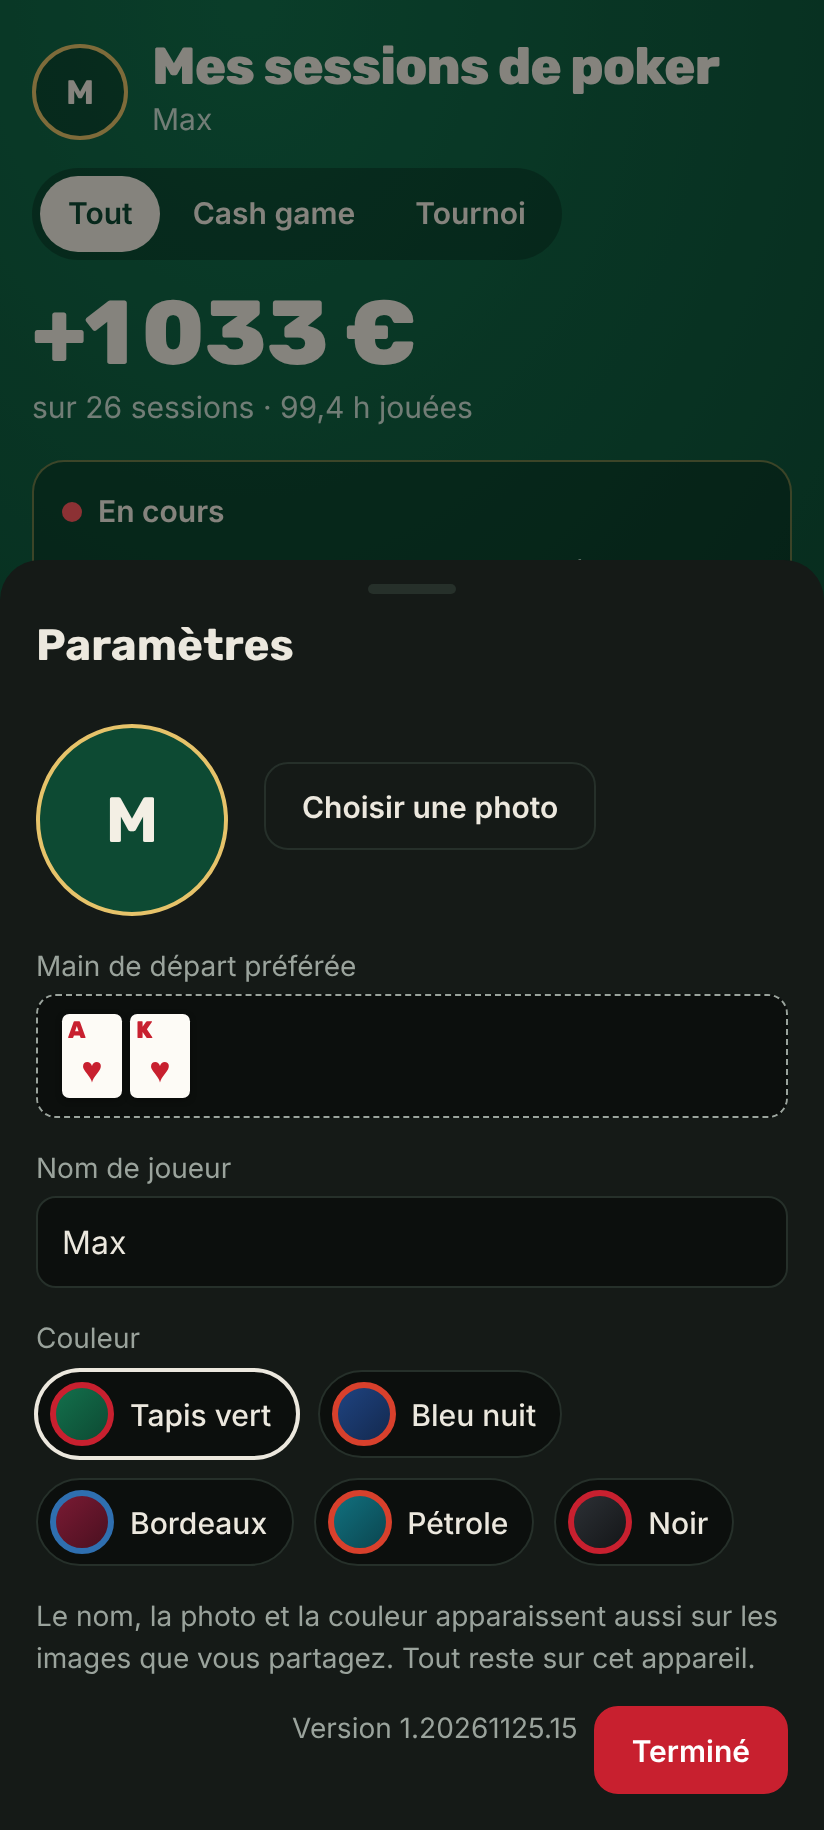 M
Mes sessions de poker
Max
Tout Cash game Tournoi
+1 033 €
sur 26 sessions · 99,4 h jouées
En cours
Paramètres
M
Choisir une photo
Main de départ préférée
A♥ K♥
Nom de joueur
Max
Couleur
Tapis vert Bleu nuit
Bordeaux Pétrole Noir
Le nom, la photo et la couleur apparaissent aussi sur les
images que vous partagez. Tout reste sur cet appareil.
Version 1.20261125.15
Terminé